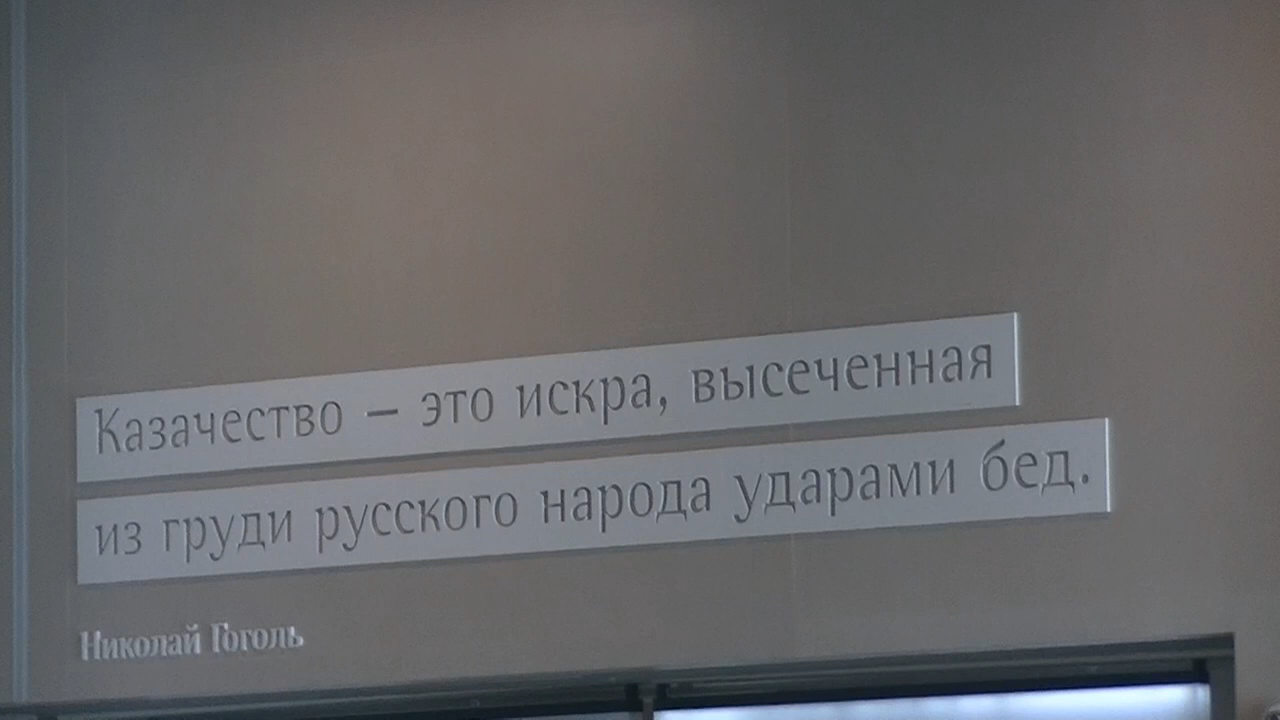 Казачество – это искра, высеченная
из груди русского народа ударами бед.
Николай Гоголь